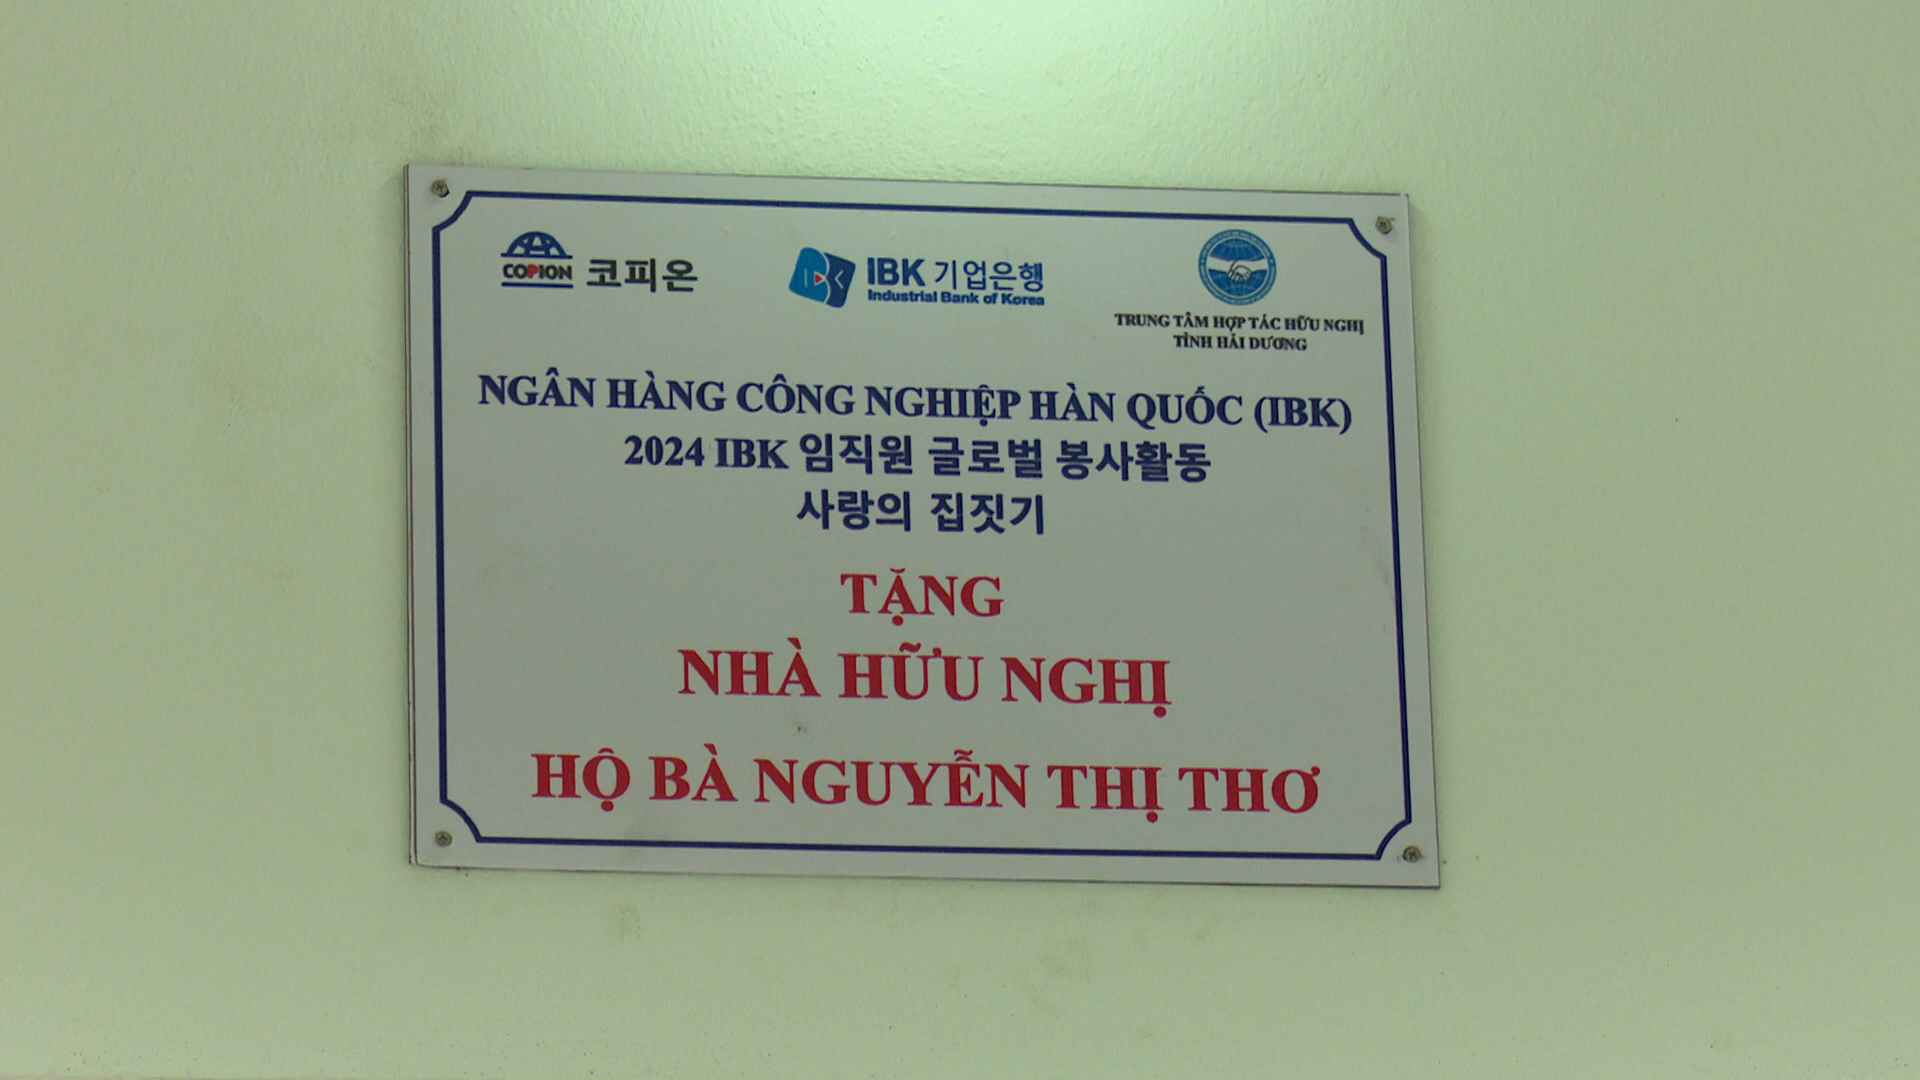 COPION 코피온
IBK 기업은행
Industrial Bank of Korea
TRUNG TÂM HỢP TÁC HỮU NGHỊ
TỈNH HẢI DƯƠNG
NGÂN HÀNG CÔNG NGHIỆP HÀN QUỐC (IBK)
2024 IBK 임직원 글로벌 봉사활동
사랑의 집짓기
TẶNG
NHÀ HỮU NGHỊ
HỘ BÀ NGUYỄN THỊ THƠ